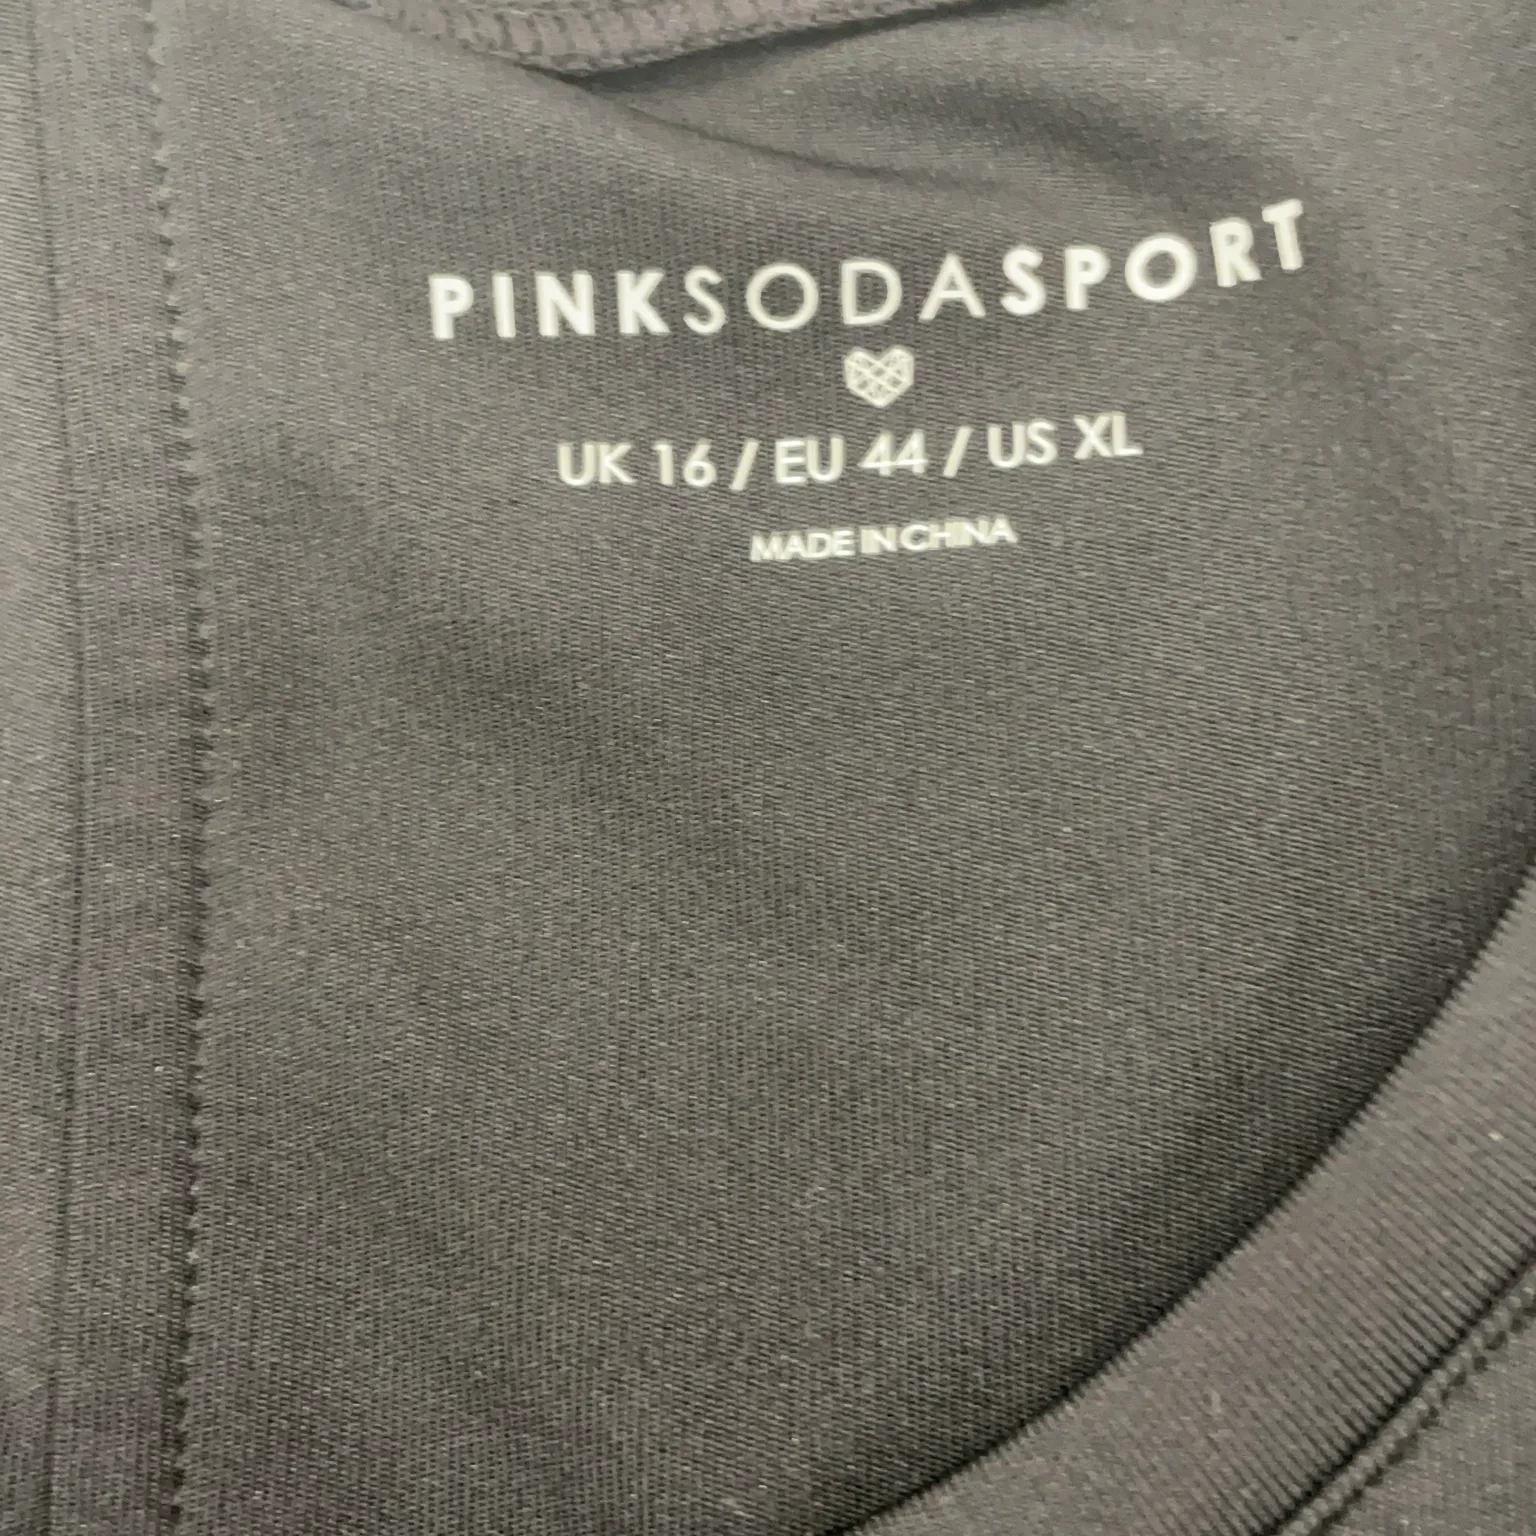 PINKSODASPORT
UK 16 / EU 44 / US XL
MADE IN CHINA